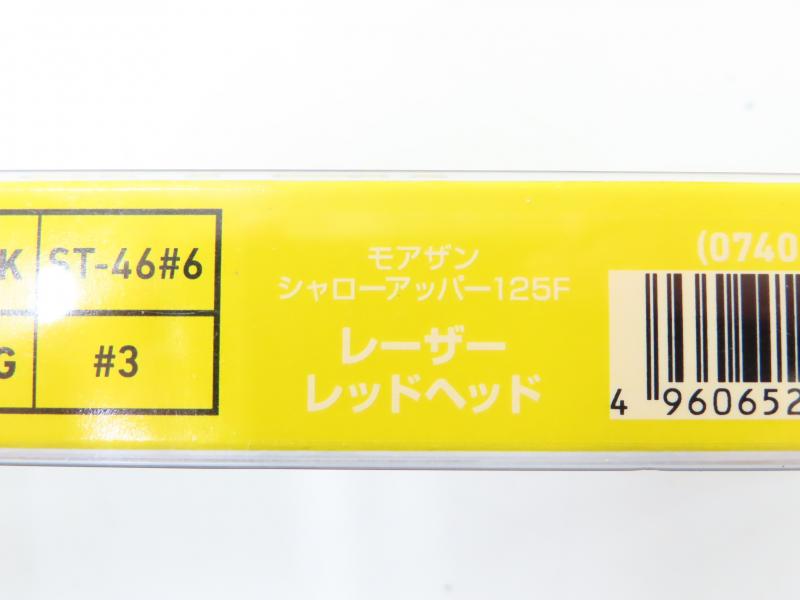 K ST-46#6
G #3
モアザン
シャローアッパー125F
レーザー
レッドヘッド
(0740
4 960652